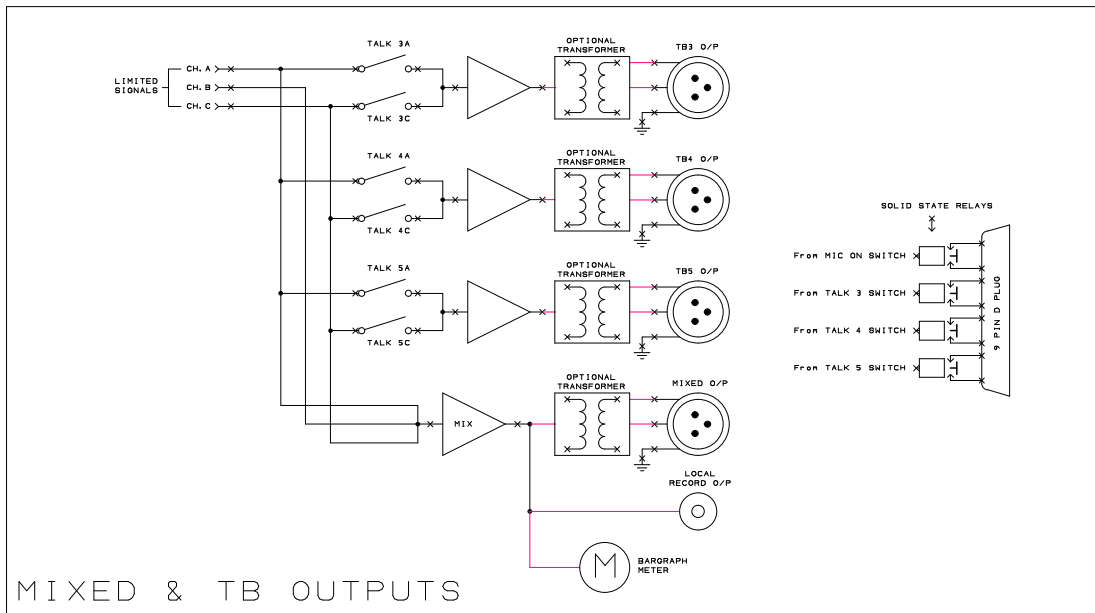 LIMITED
SIGNALS
CH. A
CH. B
CH. C
TALK 3A
TALK 3C
OPTIONAL
TRANSFORMER
TB3 O/P
TALK 4A
TALK 4C
OPTIONAL
TRANSFORMER
TB4 O/P
TALK 5A
TALK 5C
OPTIONAL
TRANSFORMER
TB5 O/P
MIX
OPTIONAL
TRANSFORMER
MIXED O/P
LOCAL
RECORD O/P
M
BARGRAPH
METER
SOLID STATE RELAYS
From MIC ON SWITCH
From TALK 3 SWITCH
From TALK 4 SWITCH
From TALK 5 SWITCH
9 PIN D PLUG
MIXED & TB OUTPUTS